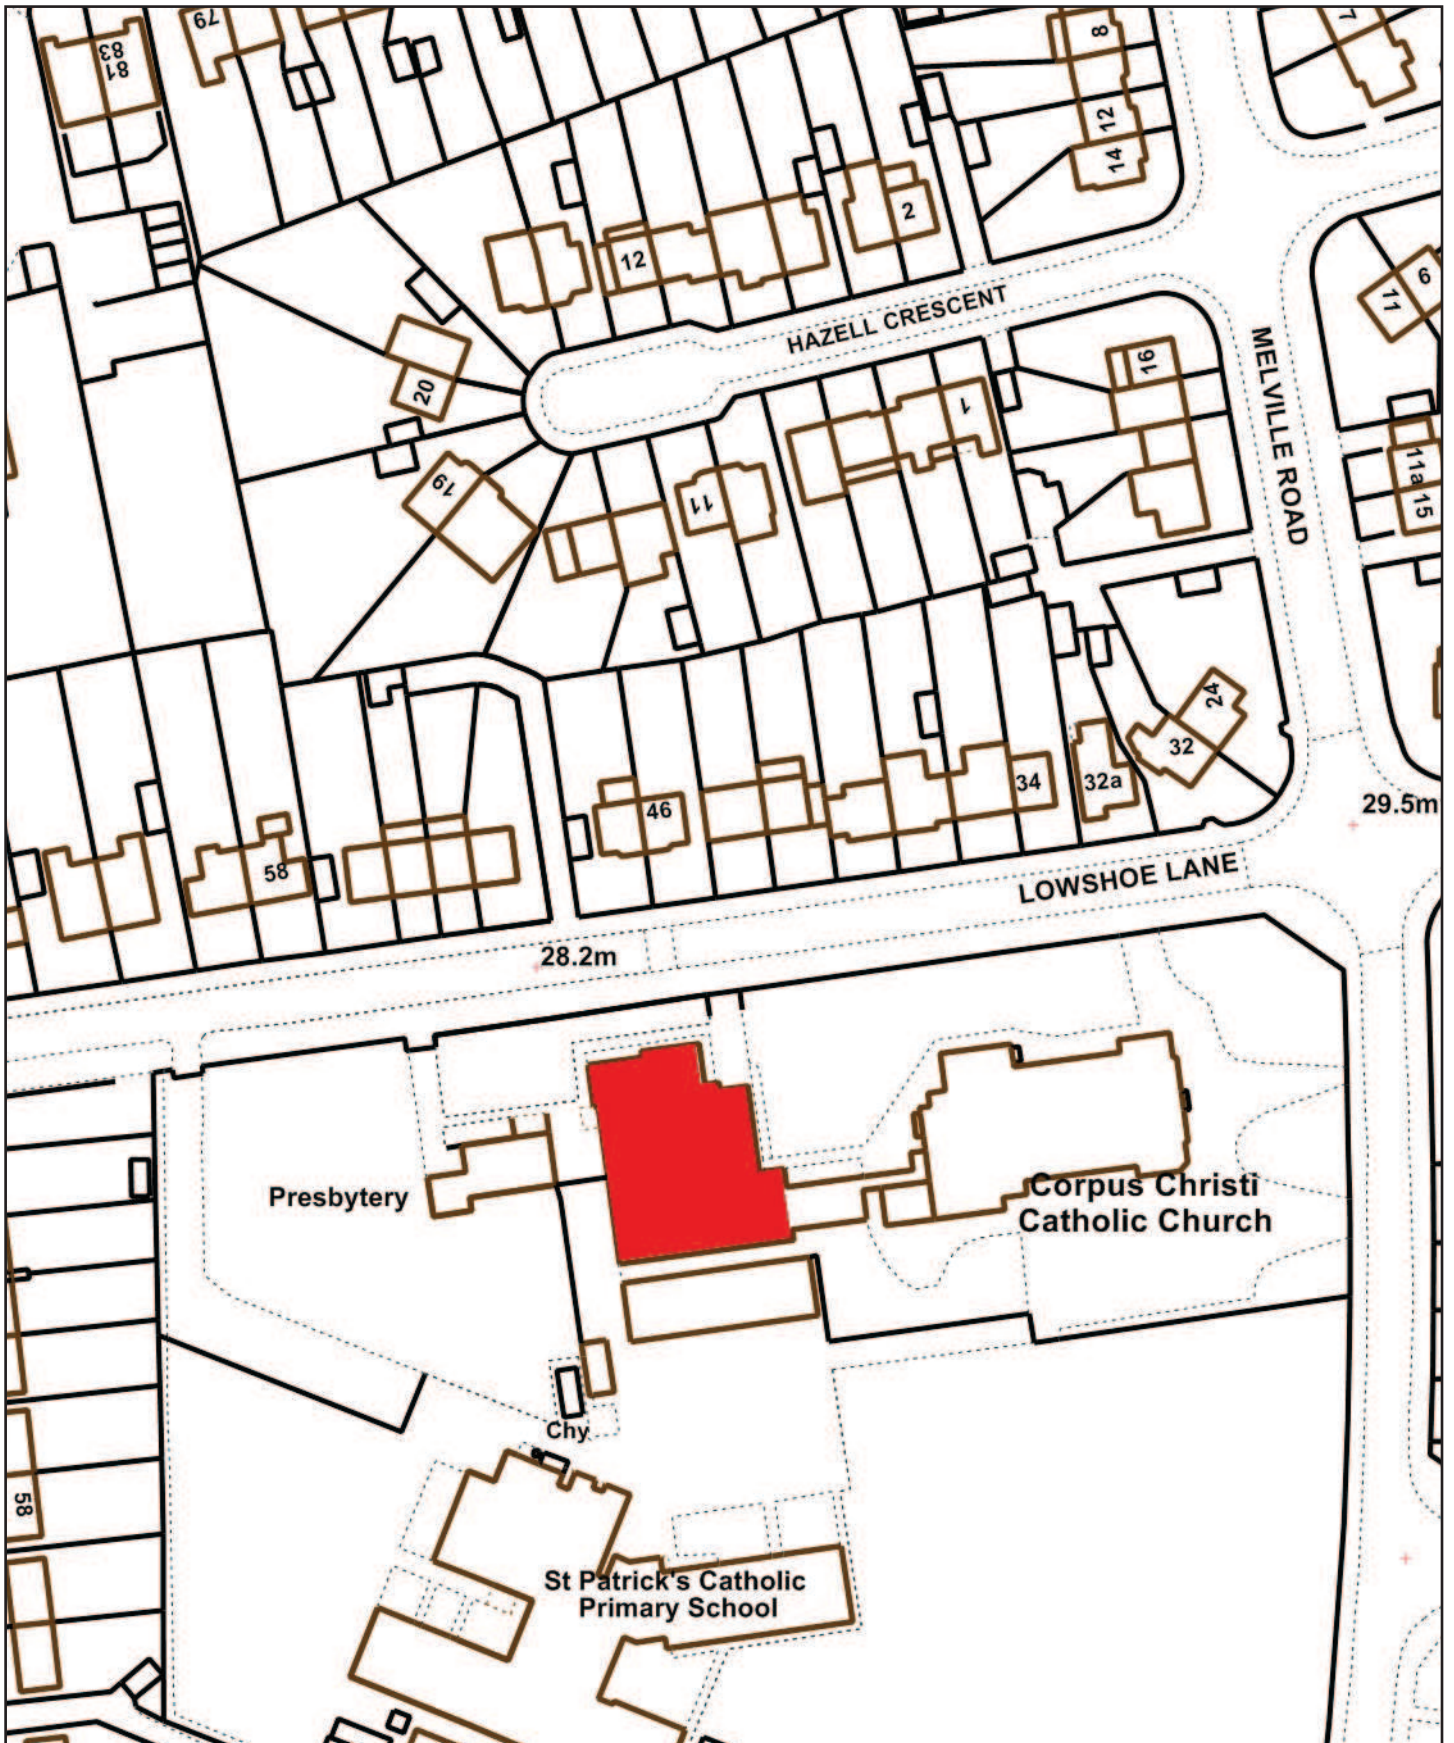 79
83
81
8
7
12
14
2
12
6
11
HAZELL CRESCENT
MELVILLE ROAD
20
16
1
19
11
11a
15
24
32
32a
34
46
29.5m
58
LOWSHOE LANE
28.2m
Presbytery
Corpus Christi
Catholic Church
Chy
58
St Patrick's Catholic
Primary School